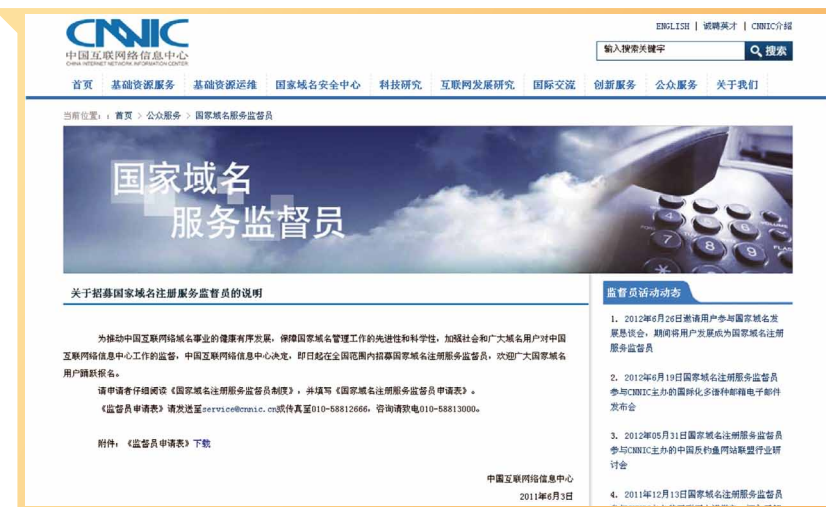 ENGLISH | 诚聘英才 | CNNIC介绍
CNNIC
中国互联网络信息中心
CHINA INTERNET NETWORK INFORMATION CENTER
输入搜索关键字
搜索
首页 基础资源服务 基础资源运维 国家域名安全中心 科技研究 互联网发展研究 国际交流 创新服务 公众服务 关于我们
当前位置: : 首页 > 公众服务 > 国家域名服务监督员
国家域名
服务监督员
关于招募国家域名注册服务监督员的说明
为推动中国互联网络域名事业的健康有序发展,保障国家域名管理工作的先进性和科学性,加强社会和广大域名用户对中国
互联网络信息中心工作的监督,中国互联网络信息中心决定,即日起在全国范围内招募国家域名注册服务监督员,欢迎广大国家域名
用户踊跃报名。
请申请者仔细阅读《国家域名注册服务监督员制度》,并填写《国家域名注册服务监督员申请表》。
《监督员申请表》请发送至service@cnnic.cn或传真至010-58812666,咨询请致电010-58813000。
附件:《监督员申请表》下载
中国互联网络信息中心
2011年6月3日
监督员活动动态
1. 2012年6月26日邀请用户参与国家域名发
展恳谈会,期间将用户发展成为国家域名注册
服务监督员
2. 2012年6月19日国家域名注册服务监督员
参与CNNIC主办的国际化多语种邮箱电子邮件
发布会
3. 2012年05月31日国家域名注册服务监督员
参与CNNIC主办的中国反钓鱼网站联盟行业研
讨会
4. 2011年12月13日国家域名注册服务监督员